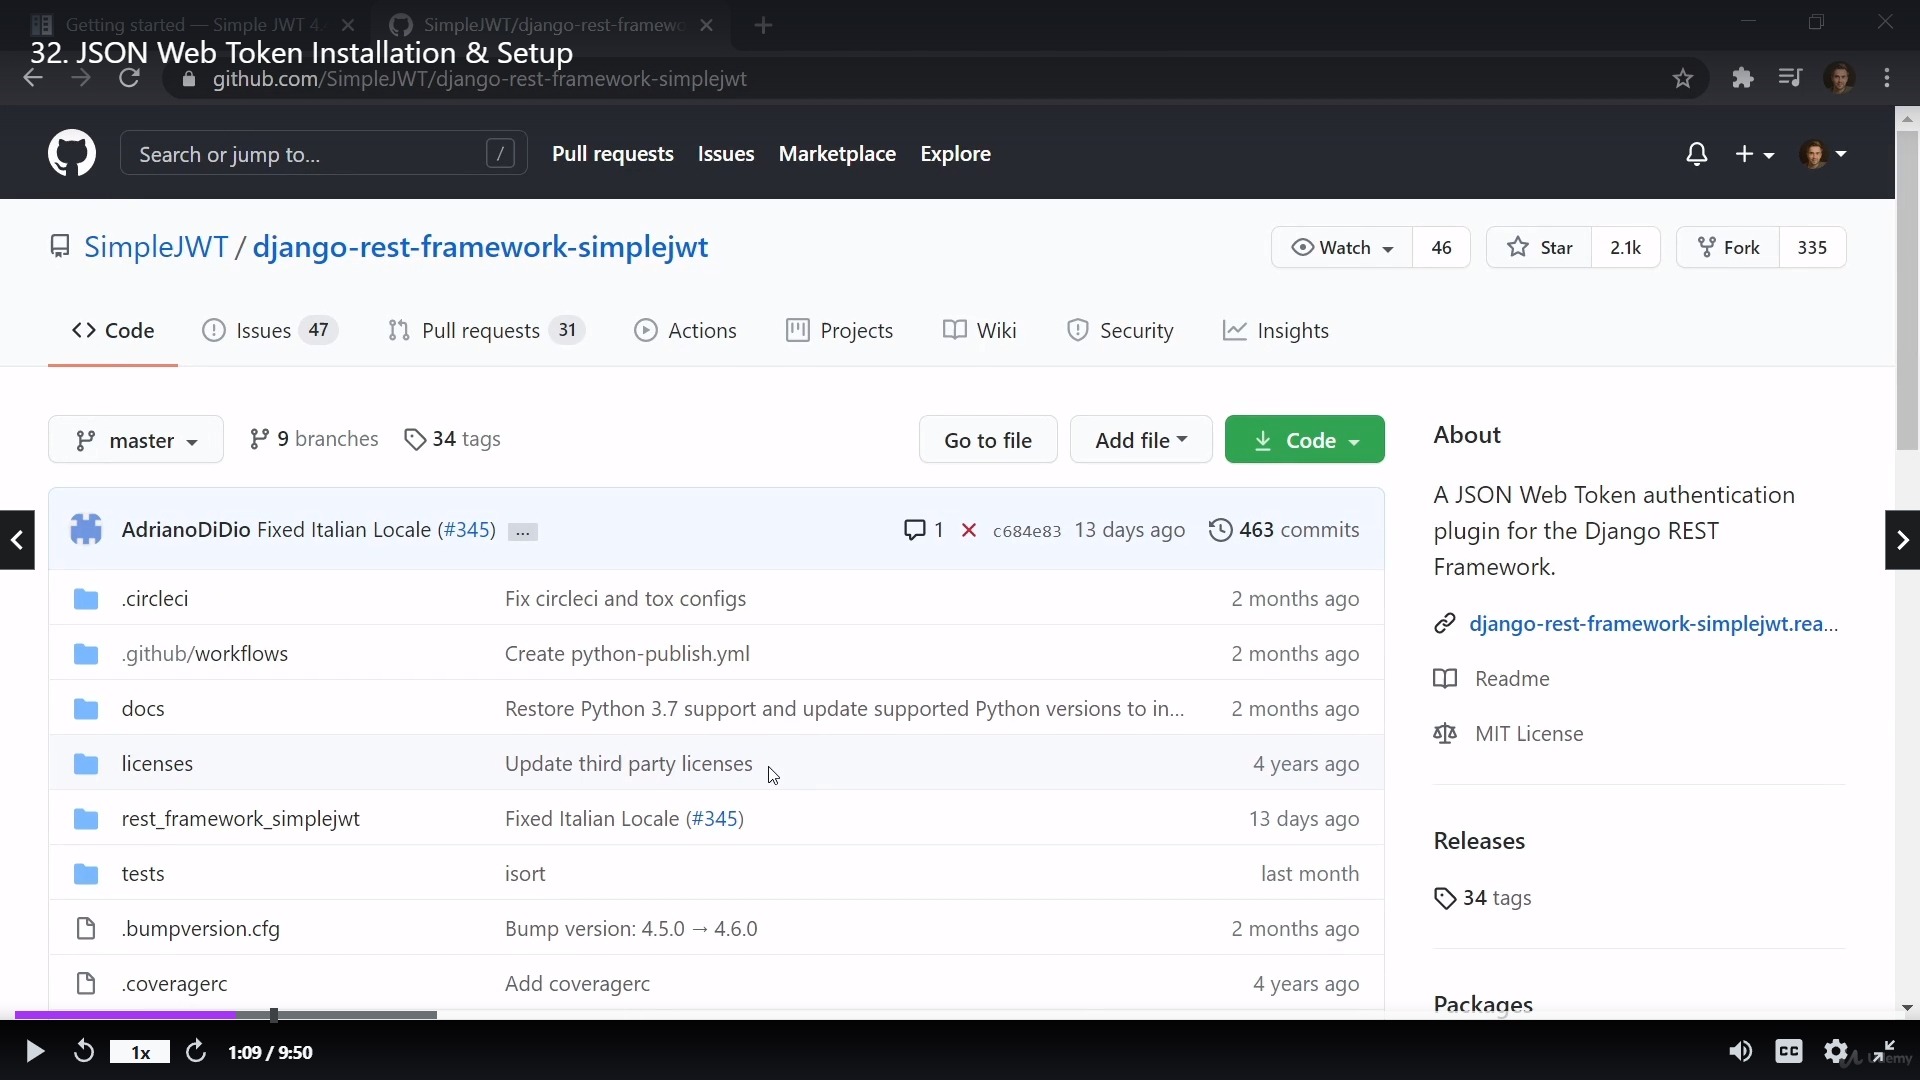 Getting started — Simple JWT 4.
SimpleJWT/django-rest-framewo
32. JSON Web Token Installation & Setup
github.com/SimpleJWT/django-rest-framework-simplejwt
Search or jump to...
/
Pull requests
Issues
Marketplace
Explore
SimpleJWT / django-rest-framework-simplejwt
Watch 46
Star 2.1k
Fork 335
Code
Issues 47
Pull requests 31
Actions
Projects
Wiki
Security
Insights
master
9 branches
34 tags
Go to file
Add file
Code
About
A JSON Web Token authentication
plugin for the Django REST
Framework.
django-rest-framework-simplejwt.rea...
Readme
MIT License
Releases
34 tags
Packages
AdrianoDiDio Fixed Italian Locale (#345) ...
1 c684e83 13 days ago 463 commits
.circleci Fix circleci and tox configs 2 months ago
.github/workflows Create python-publish.yml 2 months ago
docs Restore Python 3.7 support and update supported Python versions to in... 2 months ago
licenses Update third party licenses 4 years ago
rest_framework_simplejwt Fixed Italian Locale (#345) 13 days ago
tests isort last month
.bumpversion.cfg Bump version: 4.5.0 → 4.6.0 2 months ago
.coveragerc Add coveragerc 4 years ago
1x
1:09 / 9:50
CC
Udemy